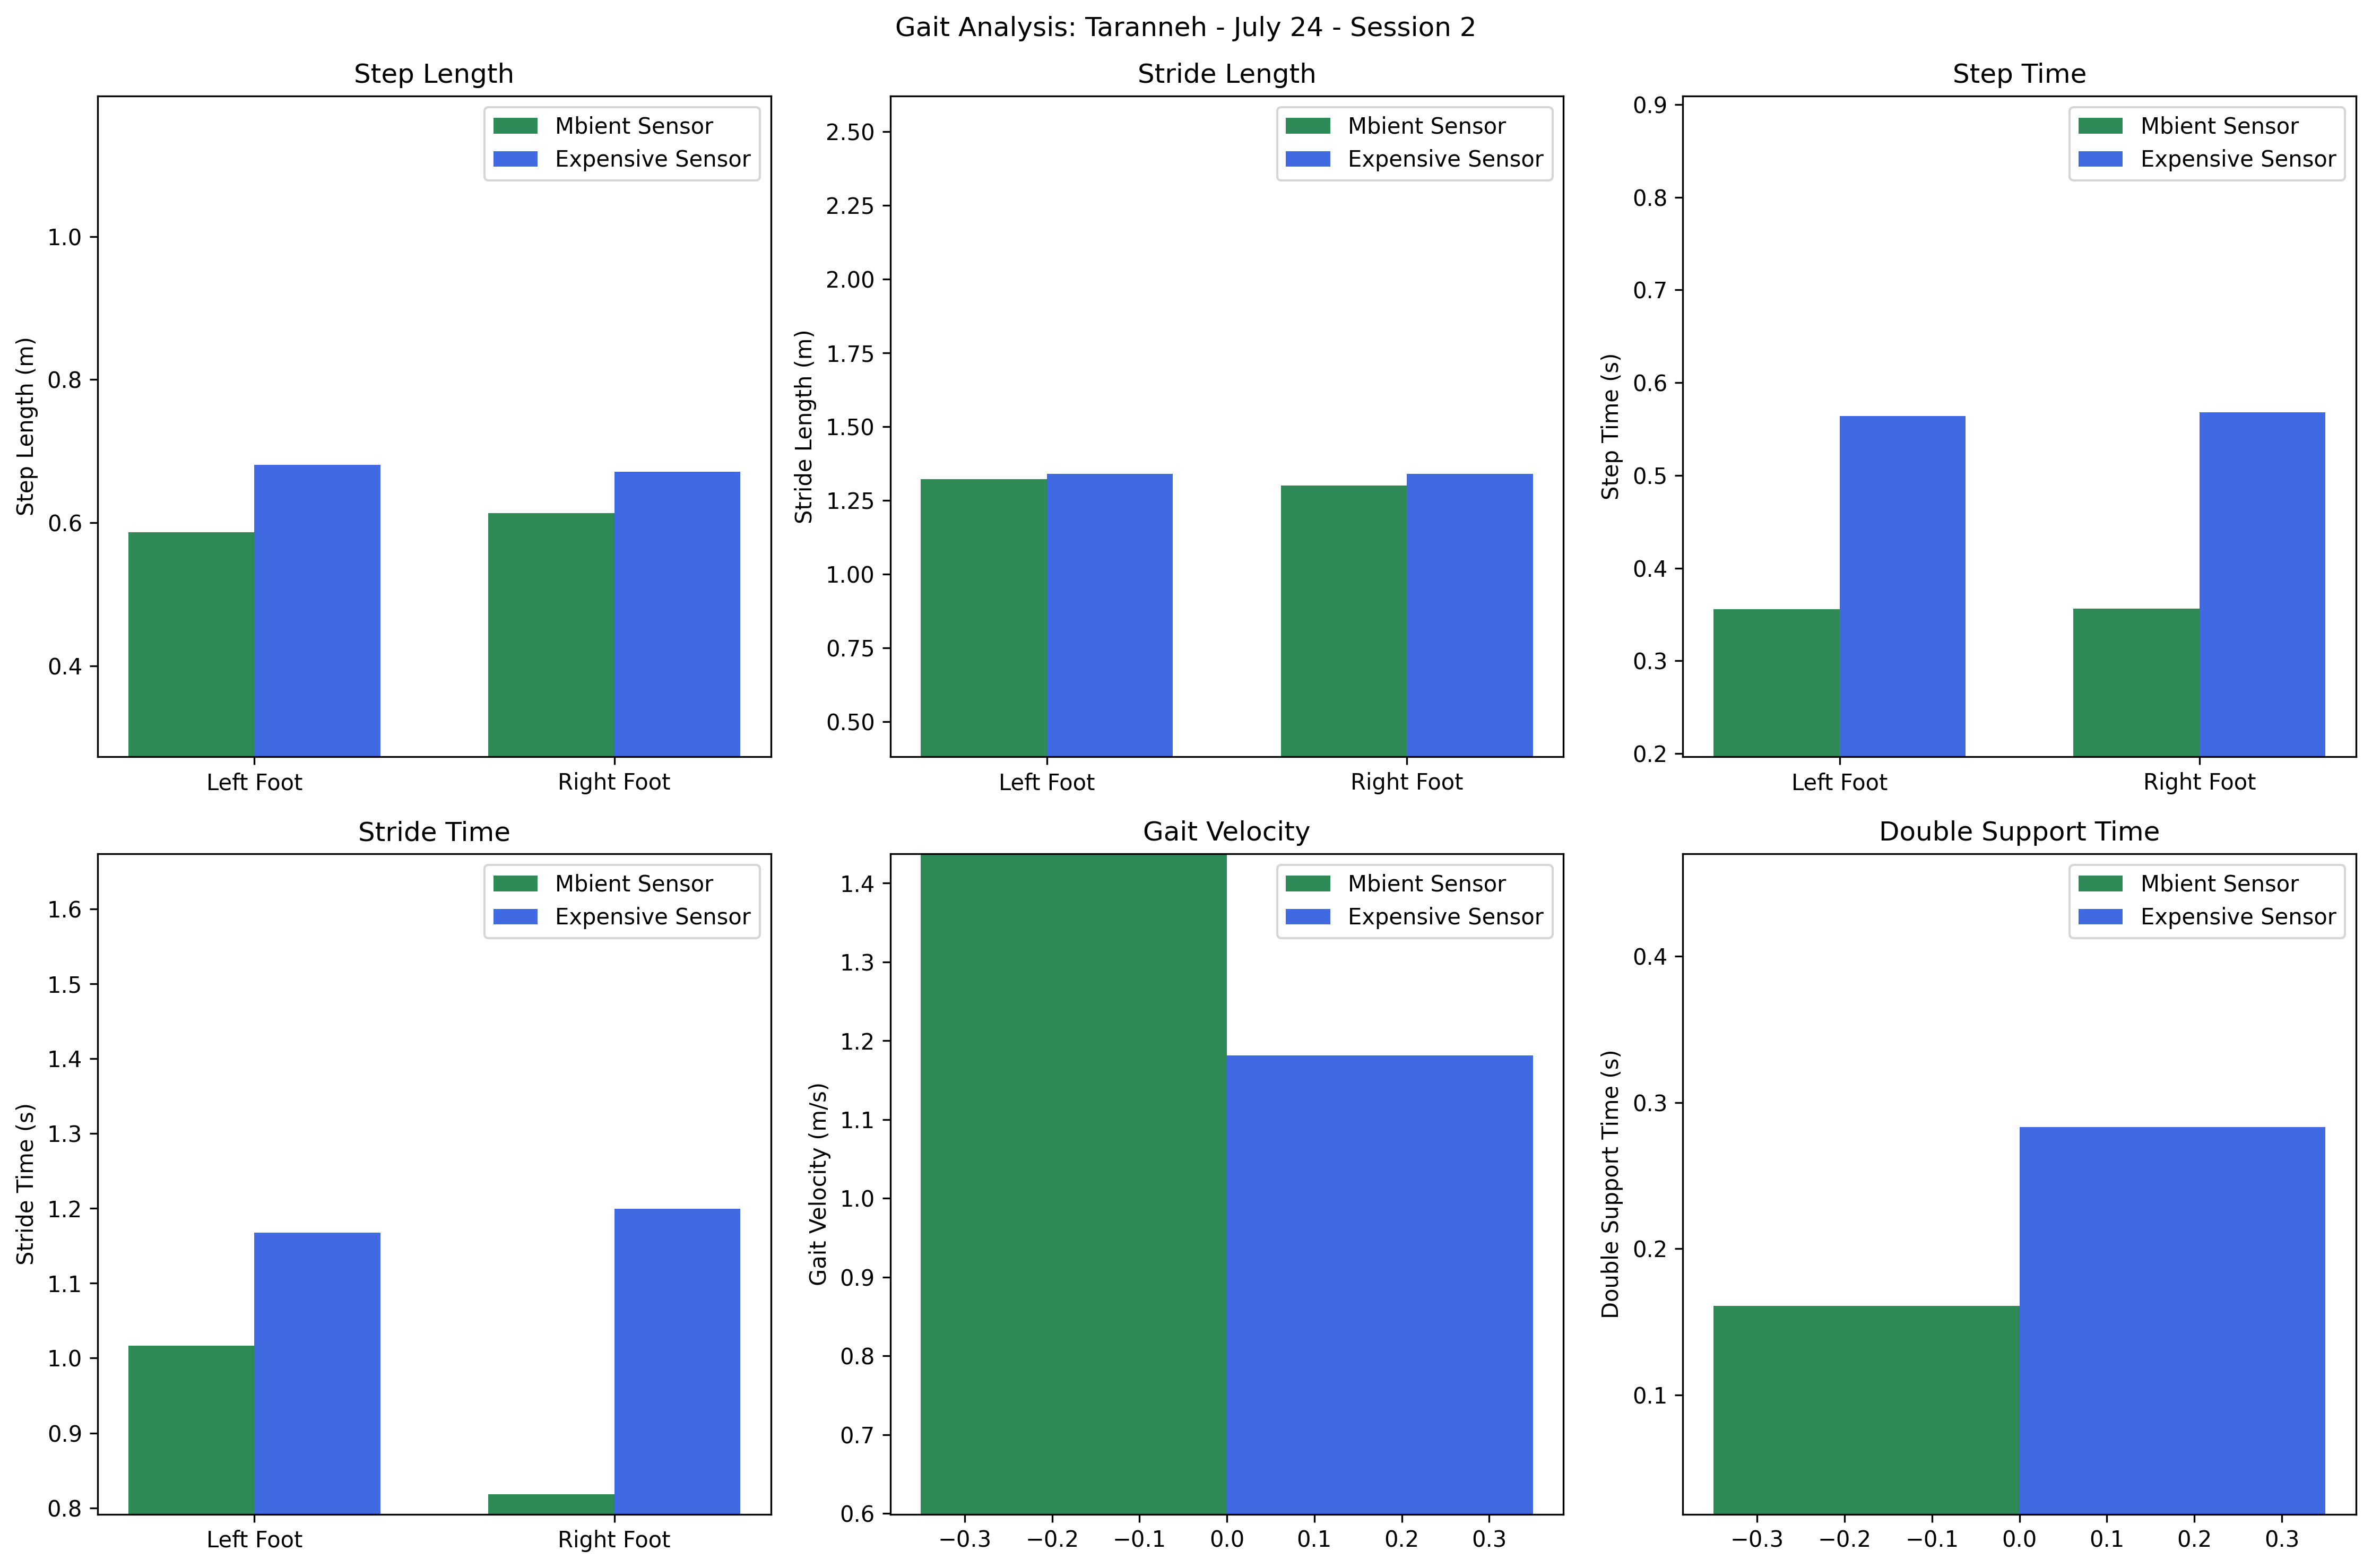 Gait Analysis: Taranneh - July 24 - Session 2
Step Length
Step Length (m)
1.0
0.8
0.6
0.4
Left Foot
Right Foot
Mbient Sensor
Expensive Sensor
Stride Length
Stride Length (m)
2.50
2.25
2.00
1.75
1.50
1.25
1.00
0.75
0.50
Left Foot
Right Foot
Mbient Sensor
Expensive Sensor
Step Time
Step Time (s)
0.9
0.8
0.7
0.6
0.5
0.4
0.3
0.2
Left Foot
Right Foot
Mbient Sensor
Expensive Sensor
Stride Time
Stride Time (s)
1.6
1.5
1.4
1.3
1.2
1.1
1.0
0.9
0.8
Left Foot
Right Foot
Mbient Sensor
Expensive Sensor
Gait Velocity
Gait Velocity (m/s)
1.4
1.3
1.2
1.1
1.0
0.9
0.8
0.7
0.6
−0.3 −0.2 −0.1 0.0 0.1 0.2 0.3
Mbient Sensor
Expensive Sensor
Double Support Time
Double Support Time (s)
0.4
0.3
0.2
0.1
−0.3 −0.2 −0.1 0.0 0.1 0.2 0.3
Mbient Sensor
Expensive Sensor